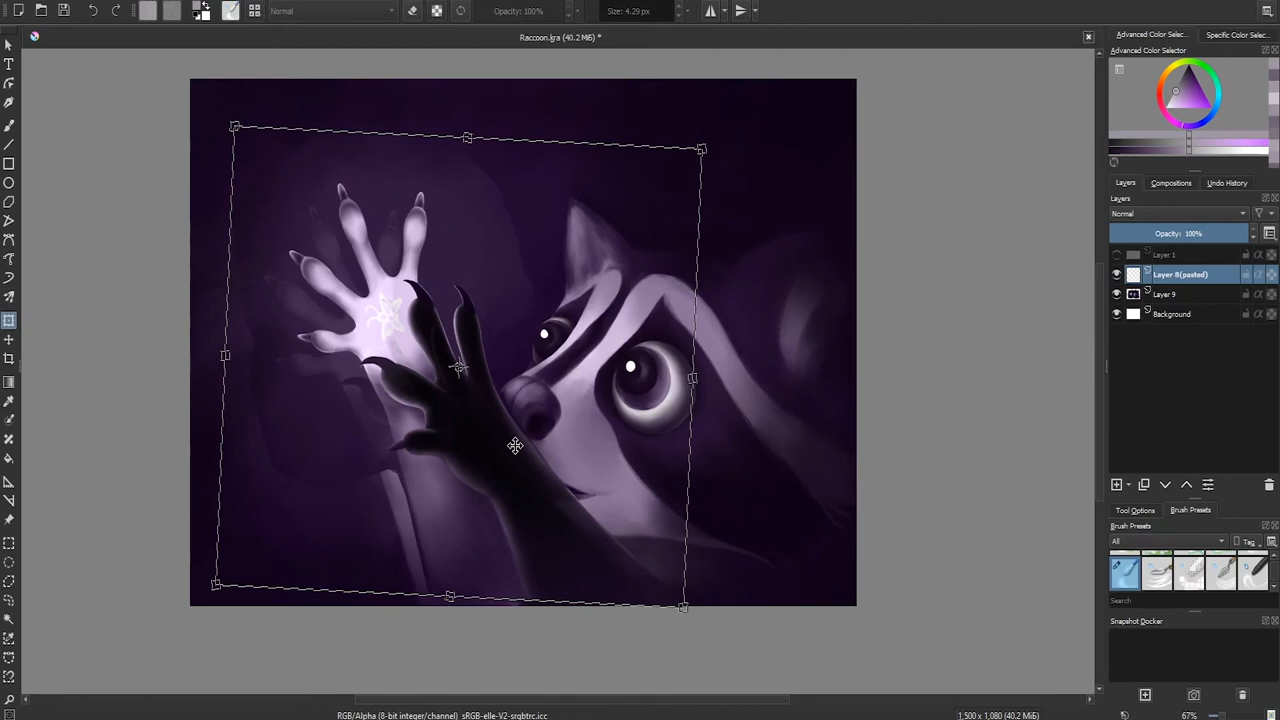 Normal
Opacity: 100%
Size: 4.29 px
Raccoon.kra (40.2 MiB) *
Advanced Color Selec...
Specific Color Selec...
Advanced Color Selector
Layers
Compositions
Undo History
Layers
Normal
Opacity: 100%
Layer 1
Layer 8(pasted)
Layer 9
Background
Tool Options
Brush Presets
Brush Presets
All
Tag
Search
Snapshot Docker
RGB/Alpha (8-bit integer/channel) sRGB-elle-V2-srgbtrc.icc
1,500 x 1,080 (40.2 MiB)
67%